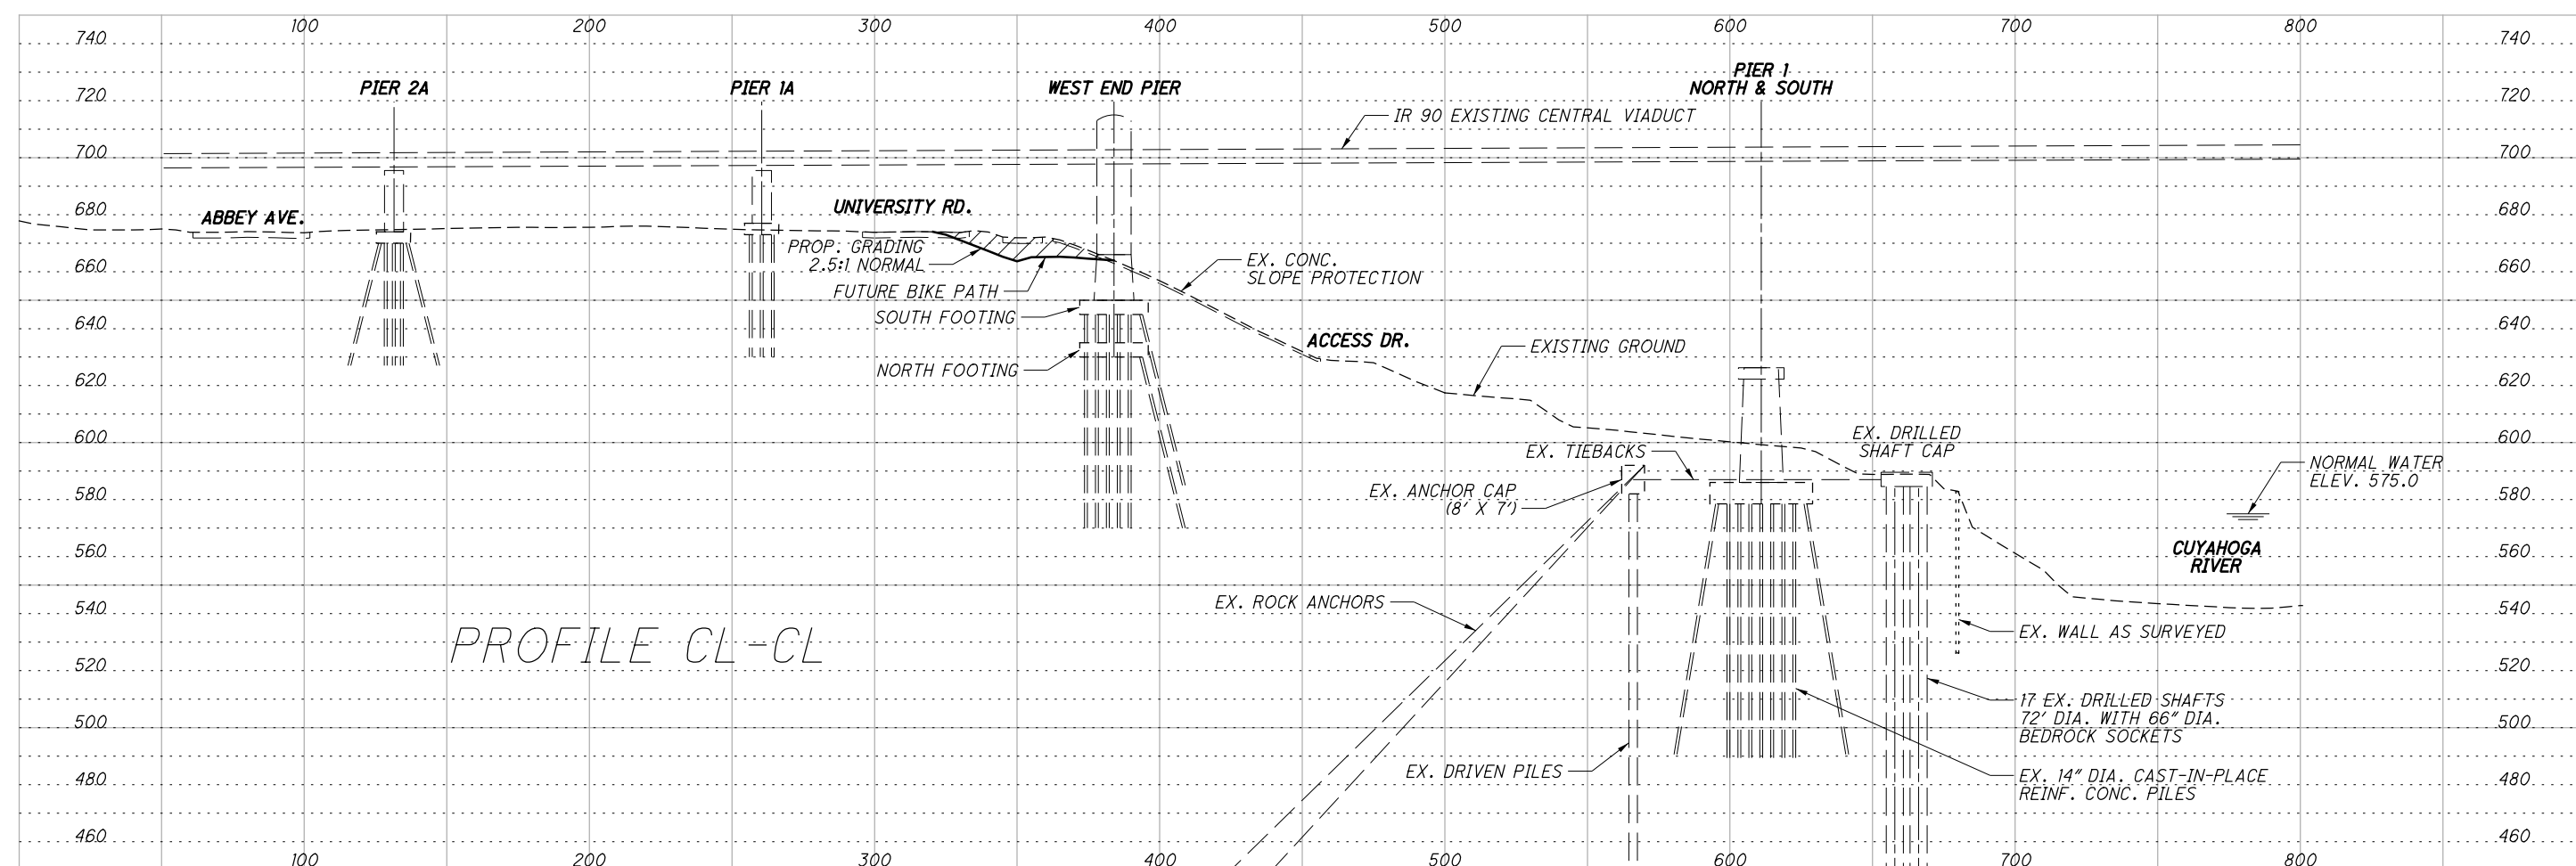 100 200 300 400 500 600 700 800
740 740
PIER 1
PIER 2A PIER 1A WEST END PIER NORTH & SOUTH
720 720
IR 90 EXISTING CENTRAL VIADUCT
700 700
ABBEY AVE. UNIVERSITY RD.
680 680
PROP. GRADING
2.5:1 NORMAL
EX. CONC.
SLOPE PROTECTION
660 660
FUTURE BIKE PATH
SOUTH FOOTING
640 640
ACCESS DR.
EXISTING GROUND
NORTH FOOTING
620 620
600 600
EX. DRILLED
SHAFT CAP
EX. TIEBACKS
NORMAL WATER
ELEV. 575.0
EX. ANCHOR CAP
(8' X 7')
580 580
CUYAHOGA
RIVER
560 560
EX. ROCK ANCHORS
540 540
EX. WALL AS SURVEYED
PROFILE CL-CL
520 520
17 EX. DRILLED SHAFTS
72' DIA. WITH 66" DIA.
BEDROCK SOCKETS
500 500
EX. DRIVEN PILES
480 480
EX. 14" DIA. CAST-IN-PLACE
REINF. CONC. PILES
460 460
100 200 300 400 500 600 700 800